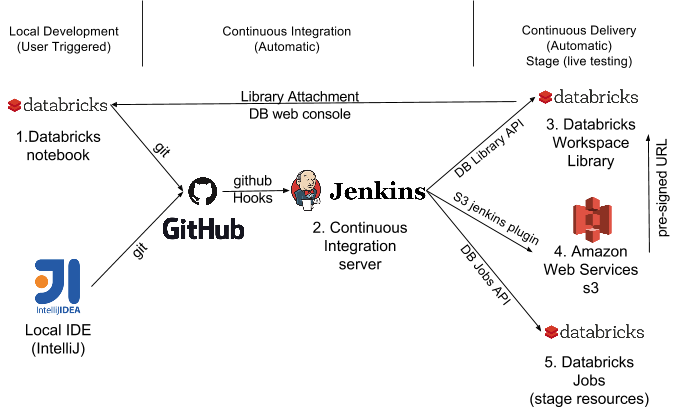 Local Development
(User Triggered)
Continuous Integration
(Automatic)
Continuous Delivery
(Automatic)
Stage (live testing)
databricks
1.Databricks
notebook
Library Attachment
DB web console
databricks
3. Databricks
Workspace
Library
git
github
Hooks
GitHub
Jenkins
2. Continuous
Integration
server
DB Library API
S3 jenkins plugin
DB Jobs API
pre-signed URL
4. Amazon
Web Services
s3
git
IntelliJIDEA
Local IDE
(IntelliJ)
databricks
5. Databricks
Jobs
(stage resources)